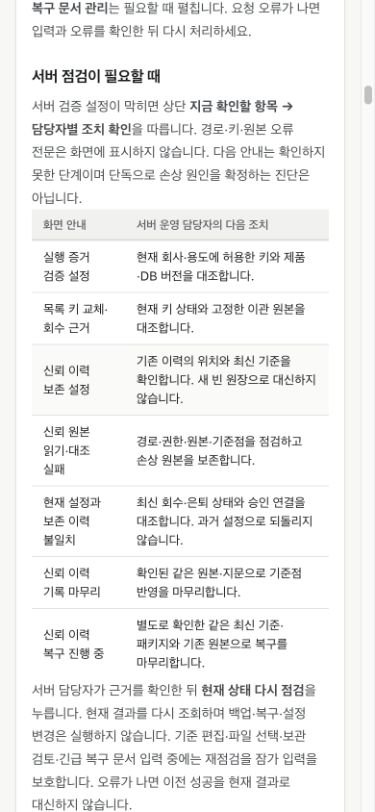 복구 문서 관리는 필요할 때 펼칩니다. 요청 오류가 나면
입력과 오류를 확인한 뒤 다시 처리하세요.
서버 점검이 필요할 때
서버 검증 설정이 막히면 상단 지금 확인할 항목 →
담당자별 조치 확인을 따릅니다. 경로·키·원본 오류
전문은 화면에 표시하지 않습니다. 다음 안내는 확인하지
못한 단계이며 단독으로 손상 원인을 확정하는 진단은
아닙니다.
화면 안내 서버 운영 담당자의 다음 조치
실행 증거 현재 회사·용도에 허용한 키와 제품
검증 설정 ·DB 버전을 대조합니다.
목록 키 교체· 현재 키 상태와 고정한 이관 원본을
회수 근거 대조합니다.
신뢰 이력
보존 설정
기존 이력의 위치와 최신 기준을
확인합니다. 새 빈 원장으로 대신하지
않습니다.
신뢰 원본
읽기·대조
실패
경로·권한·원본·기준점을 점검하고
손상 원본을 보존합니다.
현재 설정과 최신 회수·은퇴 상태와 승인 연결을
보존 이력 대조합니다. 과거 설정으로 되돌리지
불일치 않습니다.
신뢰 이력 확인된 같은 원본·지문으로 기준점
기록 마무리 반영을 마무리합니다.
신뢰 이력
복구 진행 중
별도로 확인한 같은 최신 기준·
패키지와 기존 원본으로 복구를
마무리합니다.
서버 담당자가 근거를 확인한 뒤 현재 상태 다시 점검을
누릅니다. 현재 결과를 다시 조회하며 백업·복구·설정
변경은 실행하지 않습니다. 기준 편집·파일 선택·보관
검토·긴급 복구 문서 입력 중에는 재점검을 잠가 입력을
보호합니다. 오류가 나면 이전 성공을 현재 결과로
대신하지 않습니다.